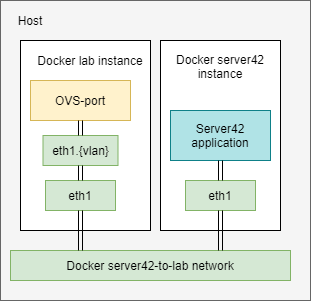 Host
Docker lab instance
Docker server42
instance
OVS-port
Server42
application
eth1.{vlan}
eth1
eth1
Docker server42-to-lab network